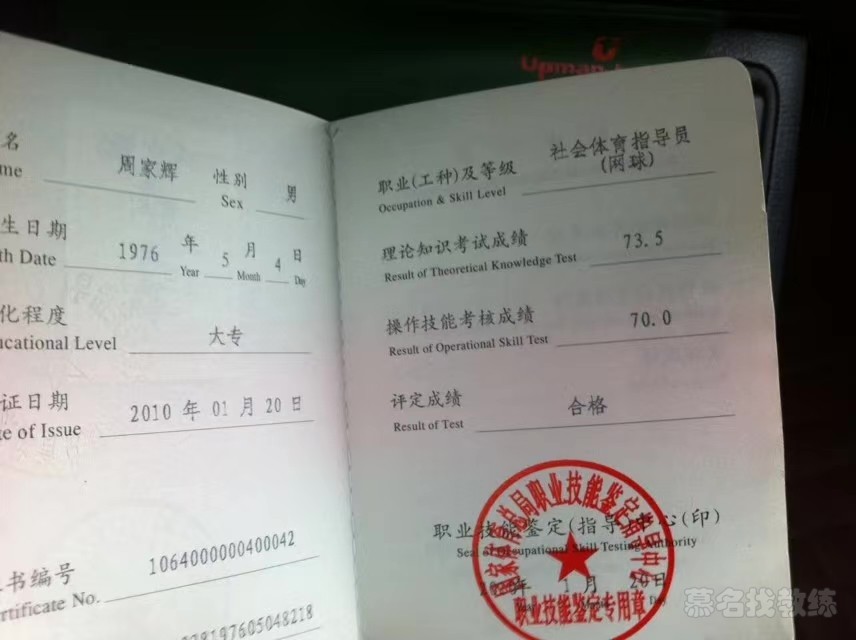 Upman
名
me
周家辉
性别
Sex
男
生日期
th Date
1976 年 5 月 4 日
Year Month Day
化程度
ucational Level
大专
证日期
te of Issue
2010 年 01 月 20 日
书编号
rtificate No.
1064000000400042
8197605048218
职业(工种)及等级
Occupation & Skill Level
社会体育指导员
(网球)
理论知识考试成绩
Result of Theoretical Knowledge Test
73.5
操作技能考核成绩
Result of Operational Skill Test
70.0
评定成绩
Result of Test
合格
职业技能鉴定(指导)中心(印)
Seal of Occupational Skill Testing Authority
1 月 20 日
Day
职业技能鉴定专用章
慕名找教练